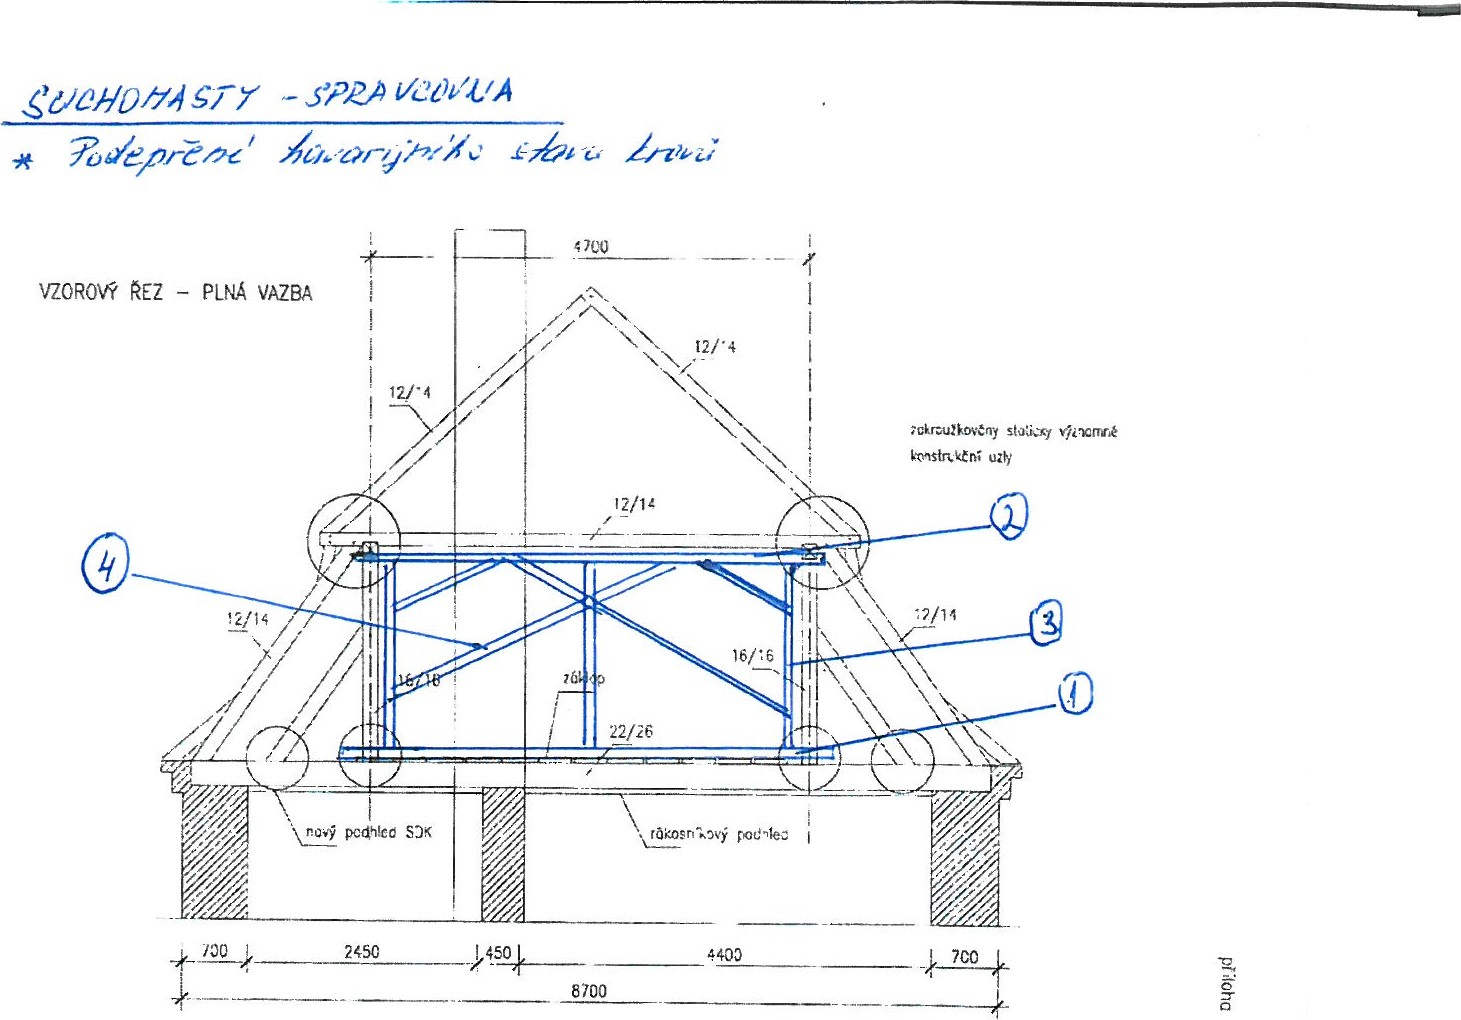 SUCHOMASTY - SPRAVCOVNA
* Podepření havarijního stavu krovů
4700
VZOROVÝ ŘEZ – PLNÁ VAZBA
12/14
12/14
zakroužkovány staticky významné
konstrukční uzly
12/14
2
4
12/14
12/14
3
16/16
16/16
záklop
1
22/26
nový podhled SDK
rákosníkový podhled
700
2450
450
4400
700
8700
příloha